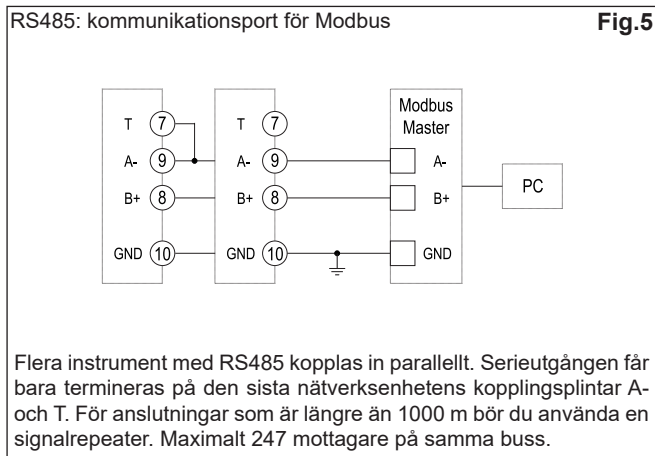 RS485: kommunikationsport för Modbus Fig.5
T 7 T 7 Modbus
Master
A- 9 A- 9 A-
B+ 8 B+ 8 B+ PC
GND 10 GND 10 GND
Flera instrument med RS485 kopplas in parallellt. Serieutgången får
bara termineras på den sista nätverksenhetens kopplingsplintar A-
och T. För anslutningar som är längre än 1000 m bör du använda en
signalrepeater. Maximalt 247 mottagare på samma buss.